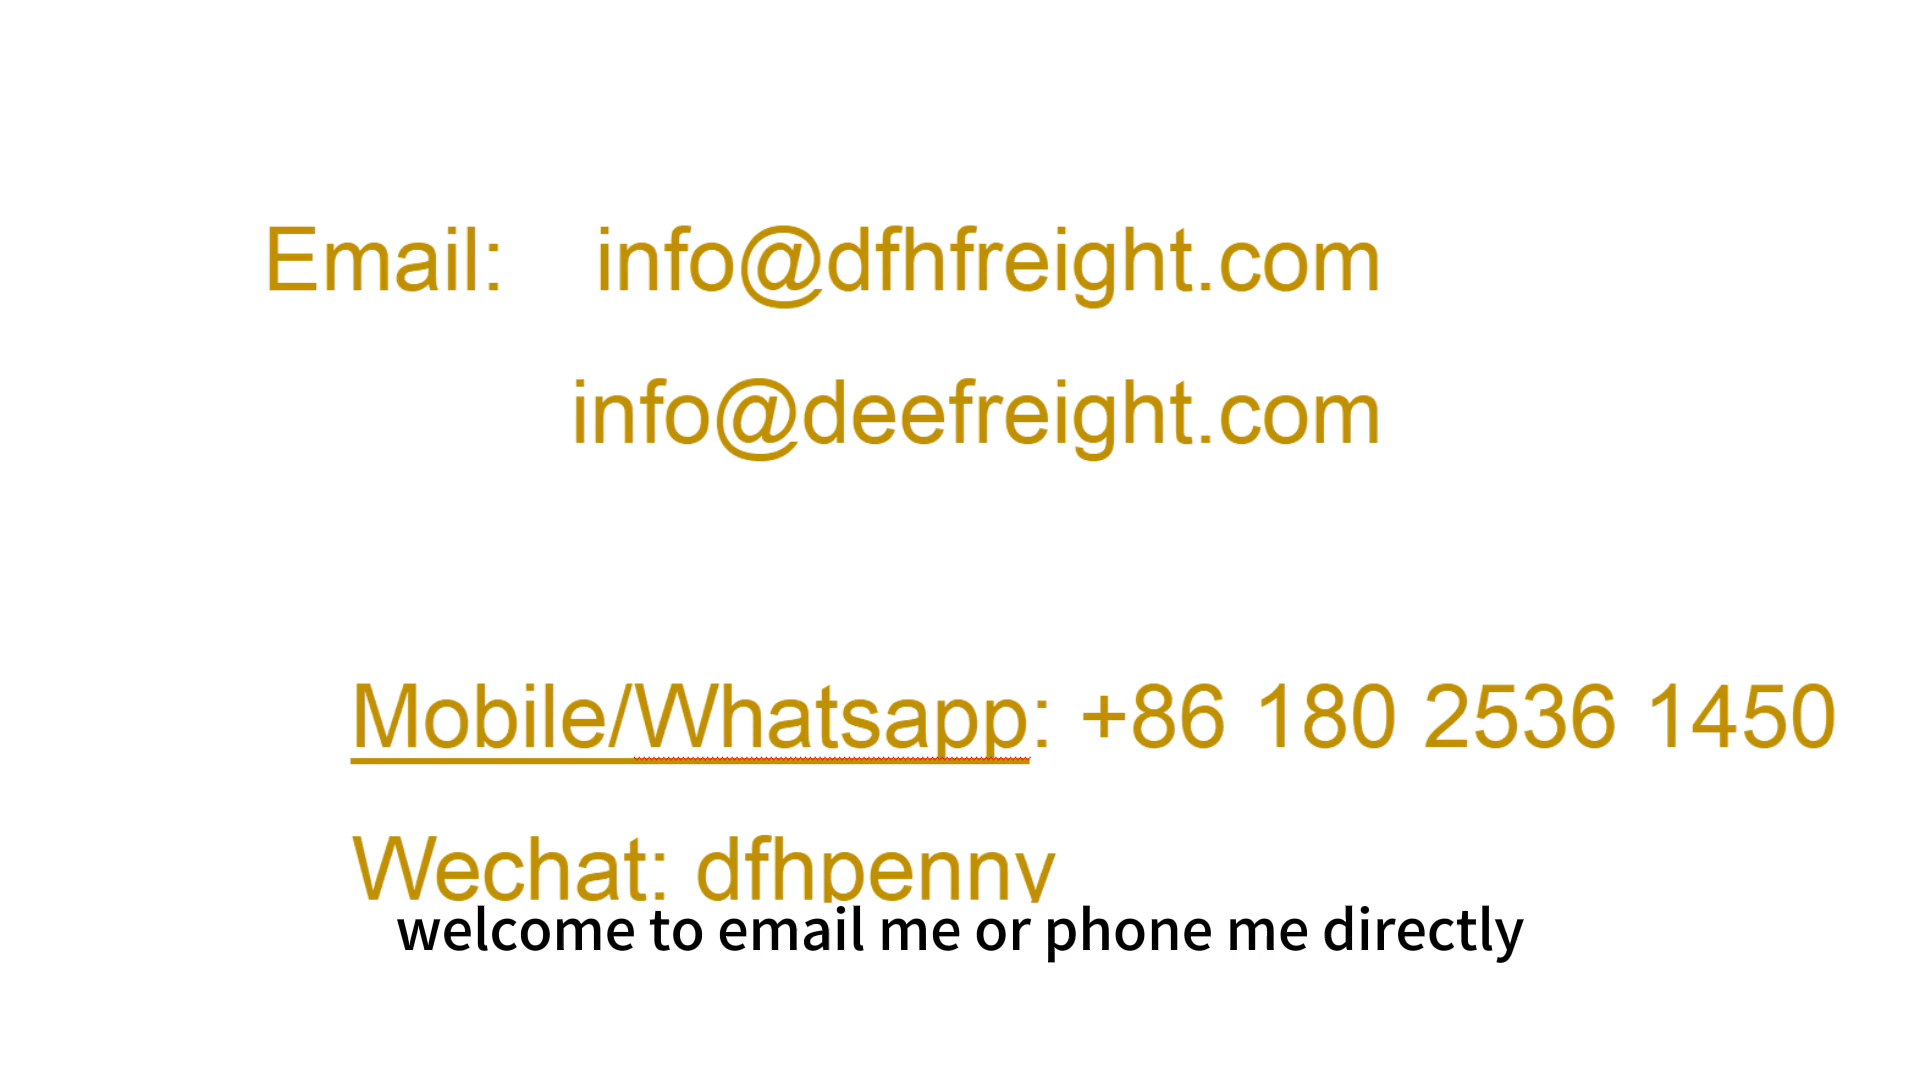 Email: info@dfhfreight.com
info@deefreight.com
Mobile/Whatsapp: +86 180 2536 1450
Wechat: dfhpenny
welcome to email me or phone me directly